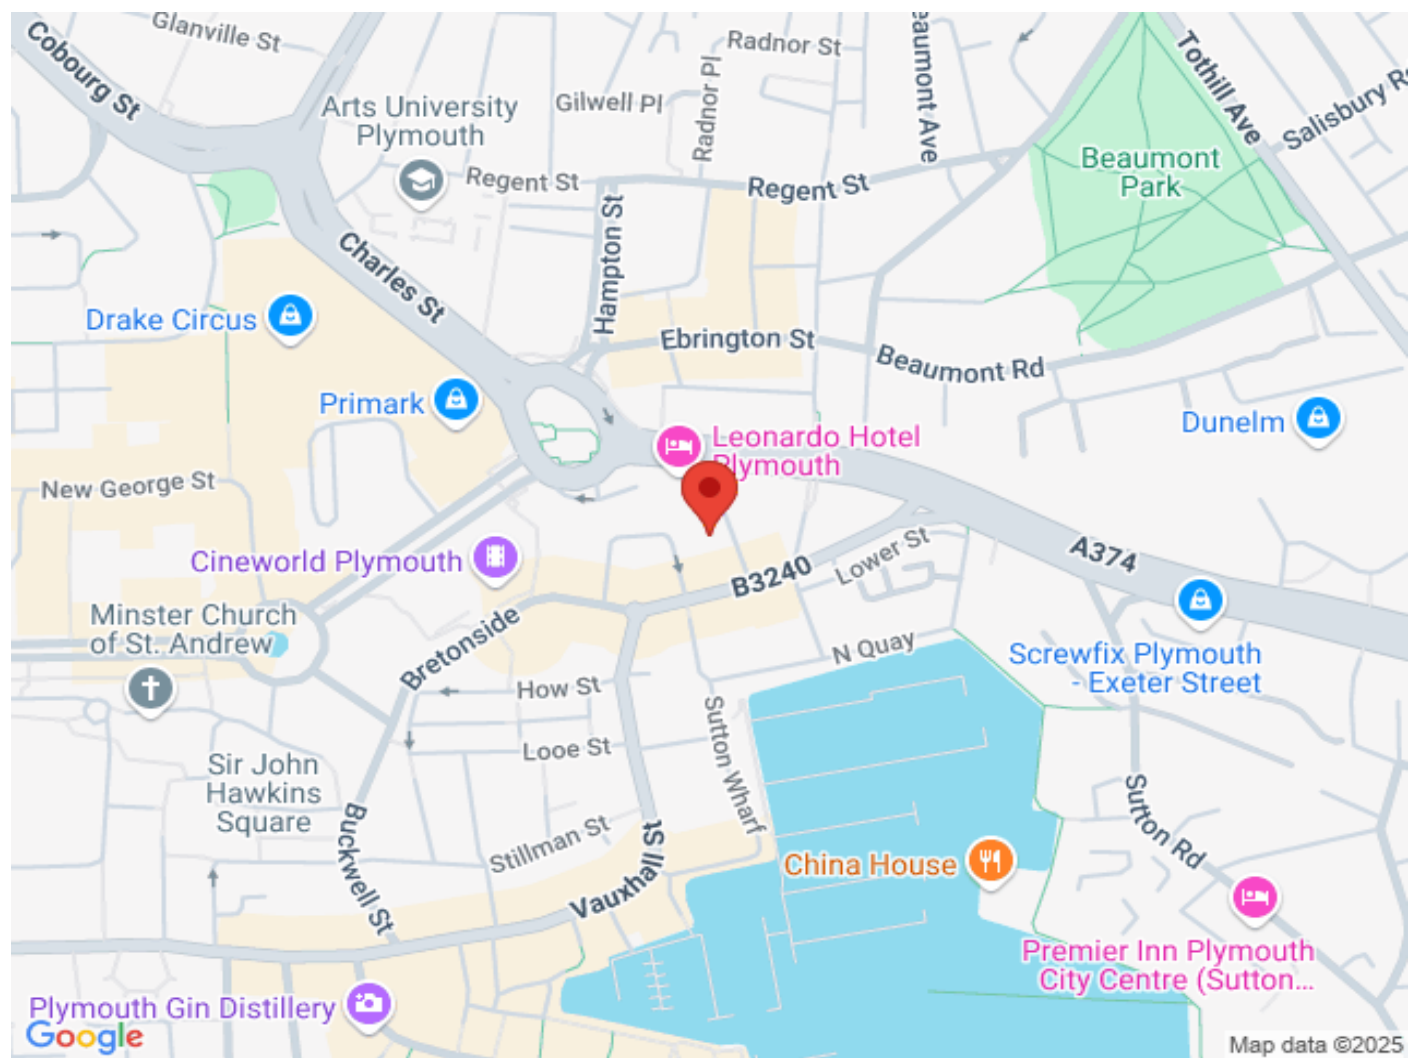 Glanville St
Cobourg St
Radnor St
Beaumont Ave
Tothill Ave
Salisbury R
Arts University
Plymouth
Gilwell Pl
Radnor Pl
Beaumont
Park
Regent St
Regent St
Hampton St
Charles St
Drake Circus
Ebrington St
Beaumont Rd
Primark
Dunelm
Leonardo Hotel
Plymouth
New George St
Cineworld Plymouth
B3240
Lower St
A374
Minster Church
of St. Andrew
Bretonside
N Quay
Screwfix Plymouth
- Exeter Street
How St
Sutton Wharf
Looe St
Sir John
Hawkins
Square
Buckwell St
Stillman St
Vauxhall St
China House
Sutton Rd
Premier Inn Plymouth
City Centre (Sutton...
Plymouth Gin Distillery
Google
Map data ©2025